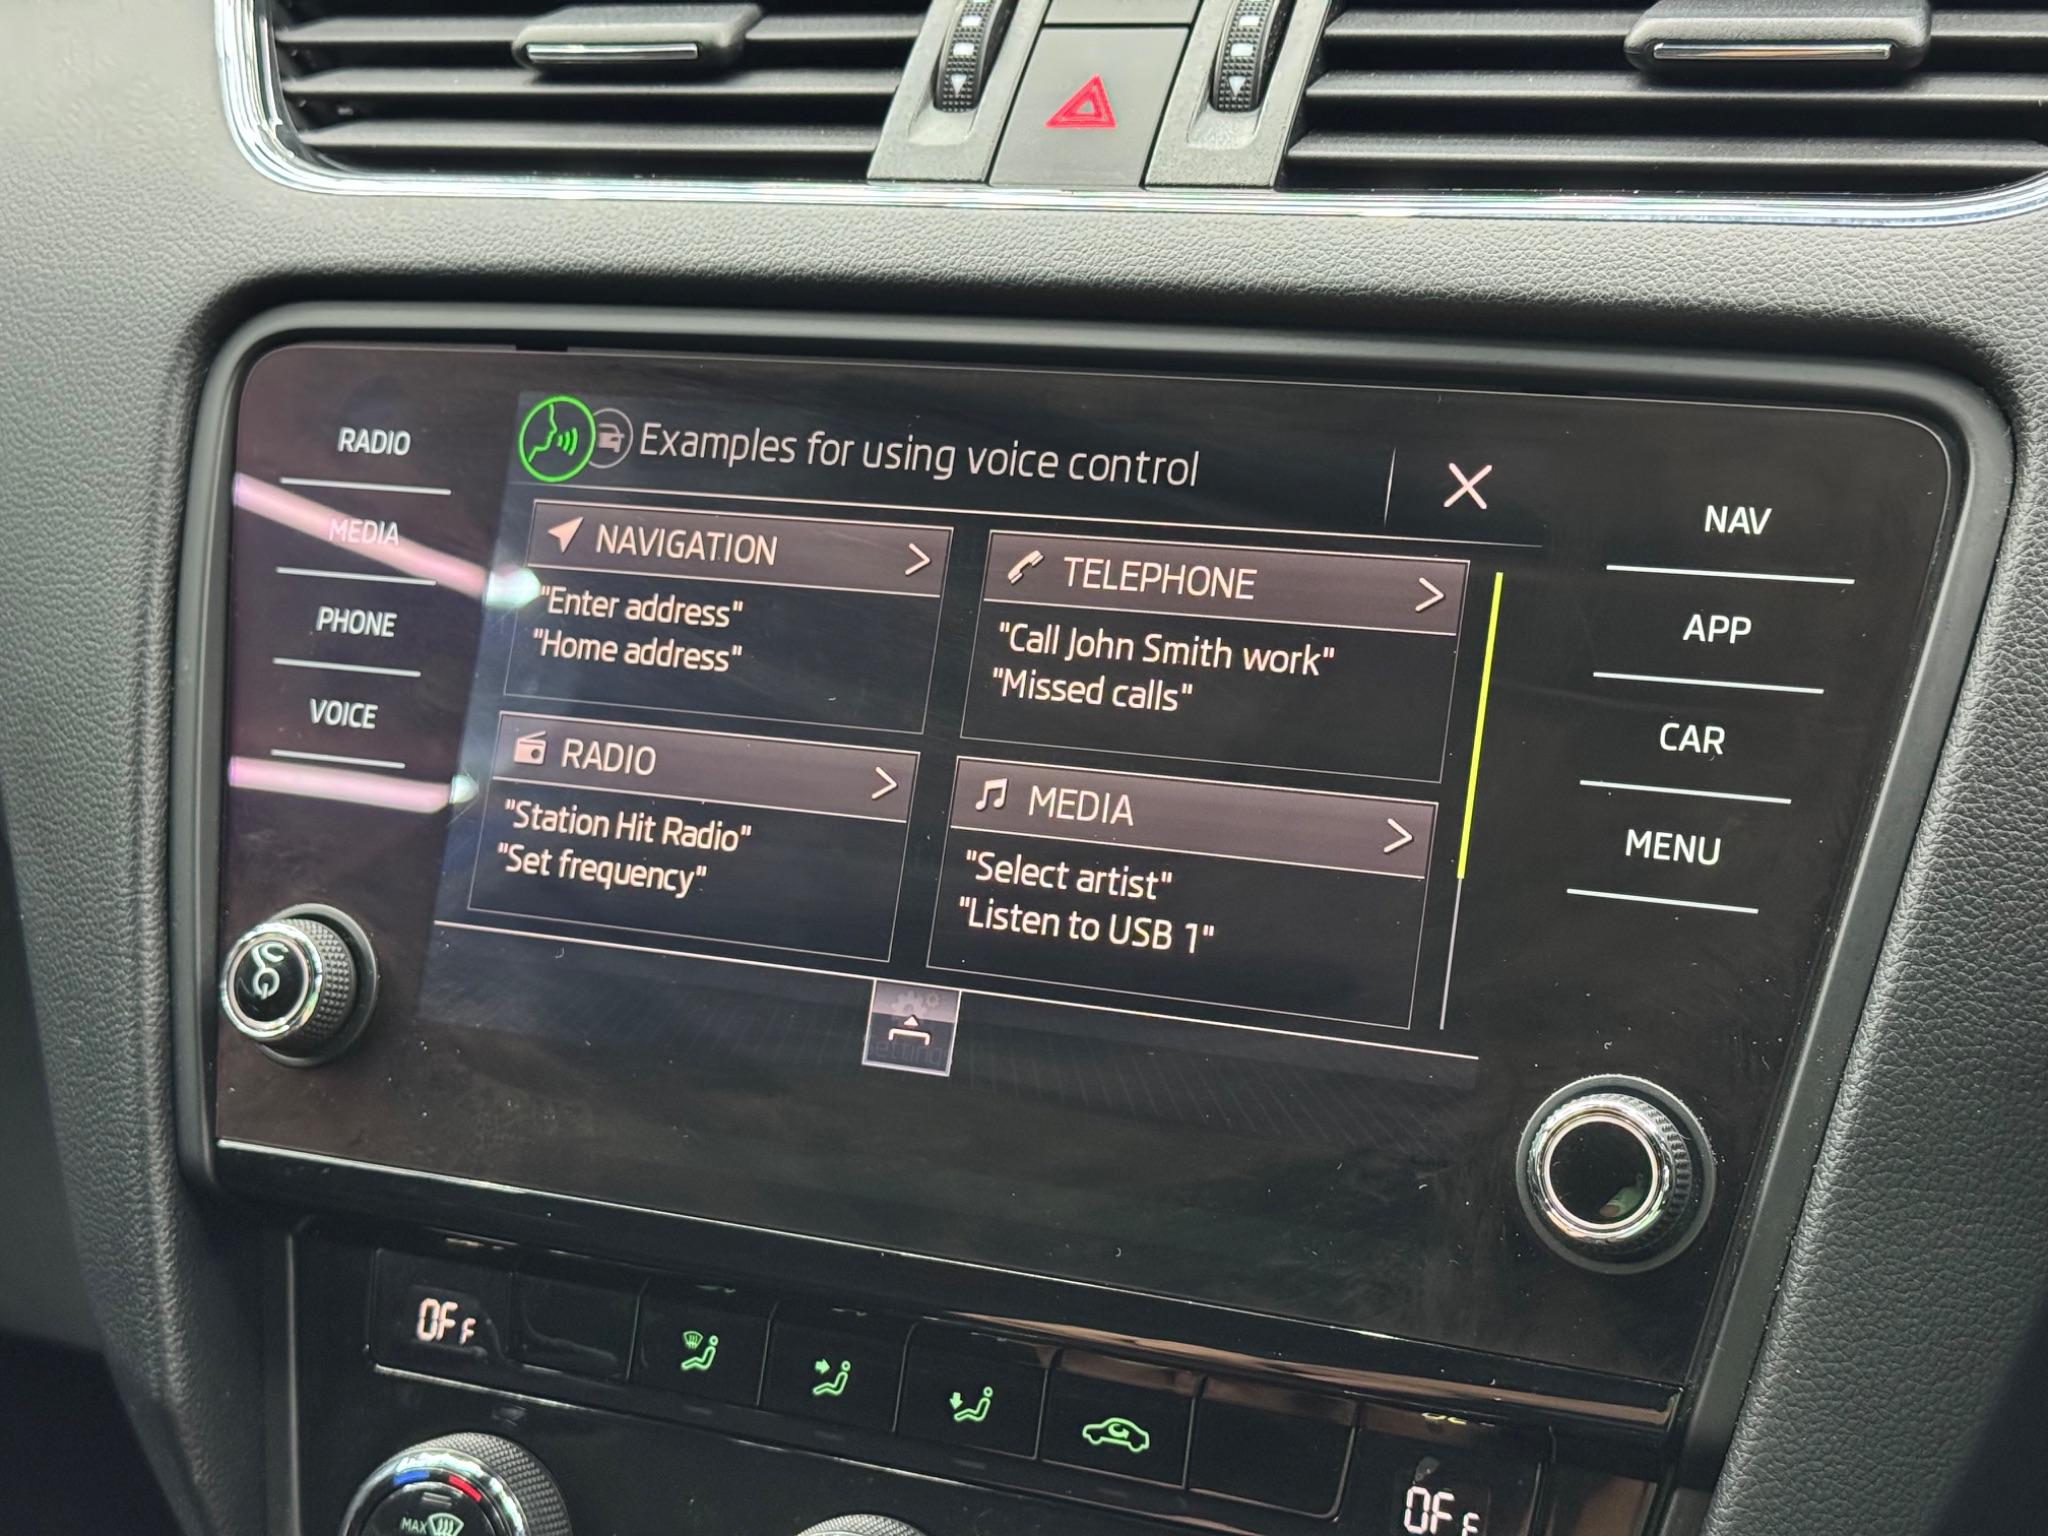 RADIO
MEDIA
PHONE
VOICE
Examples for using voice control
NAVIGATION
"Enter address"
"Home address"
TELEPHONE
"Call John Smith work"
"Missed calls"
RADIO
"Station Hit Radio"
"Set frequency"
MEDIA
"Select artist"
"Listen to USB 1"
NAV
APP
CAR
MENU
OFF
OFF
MAX